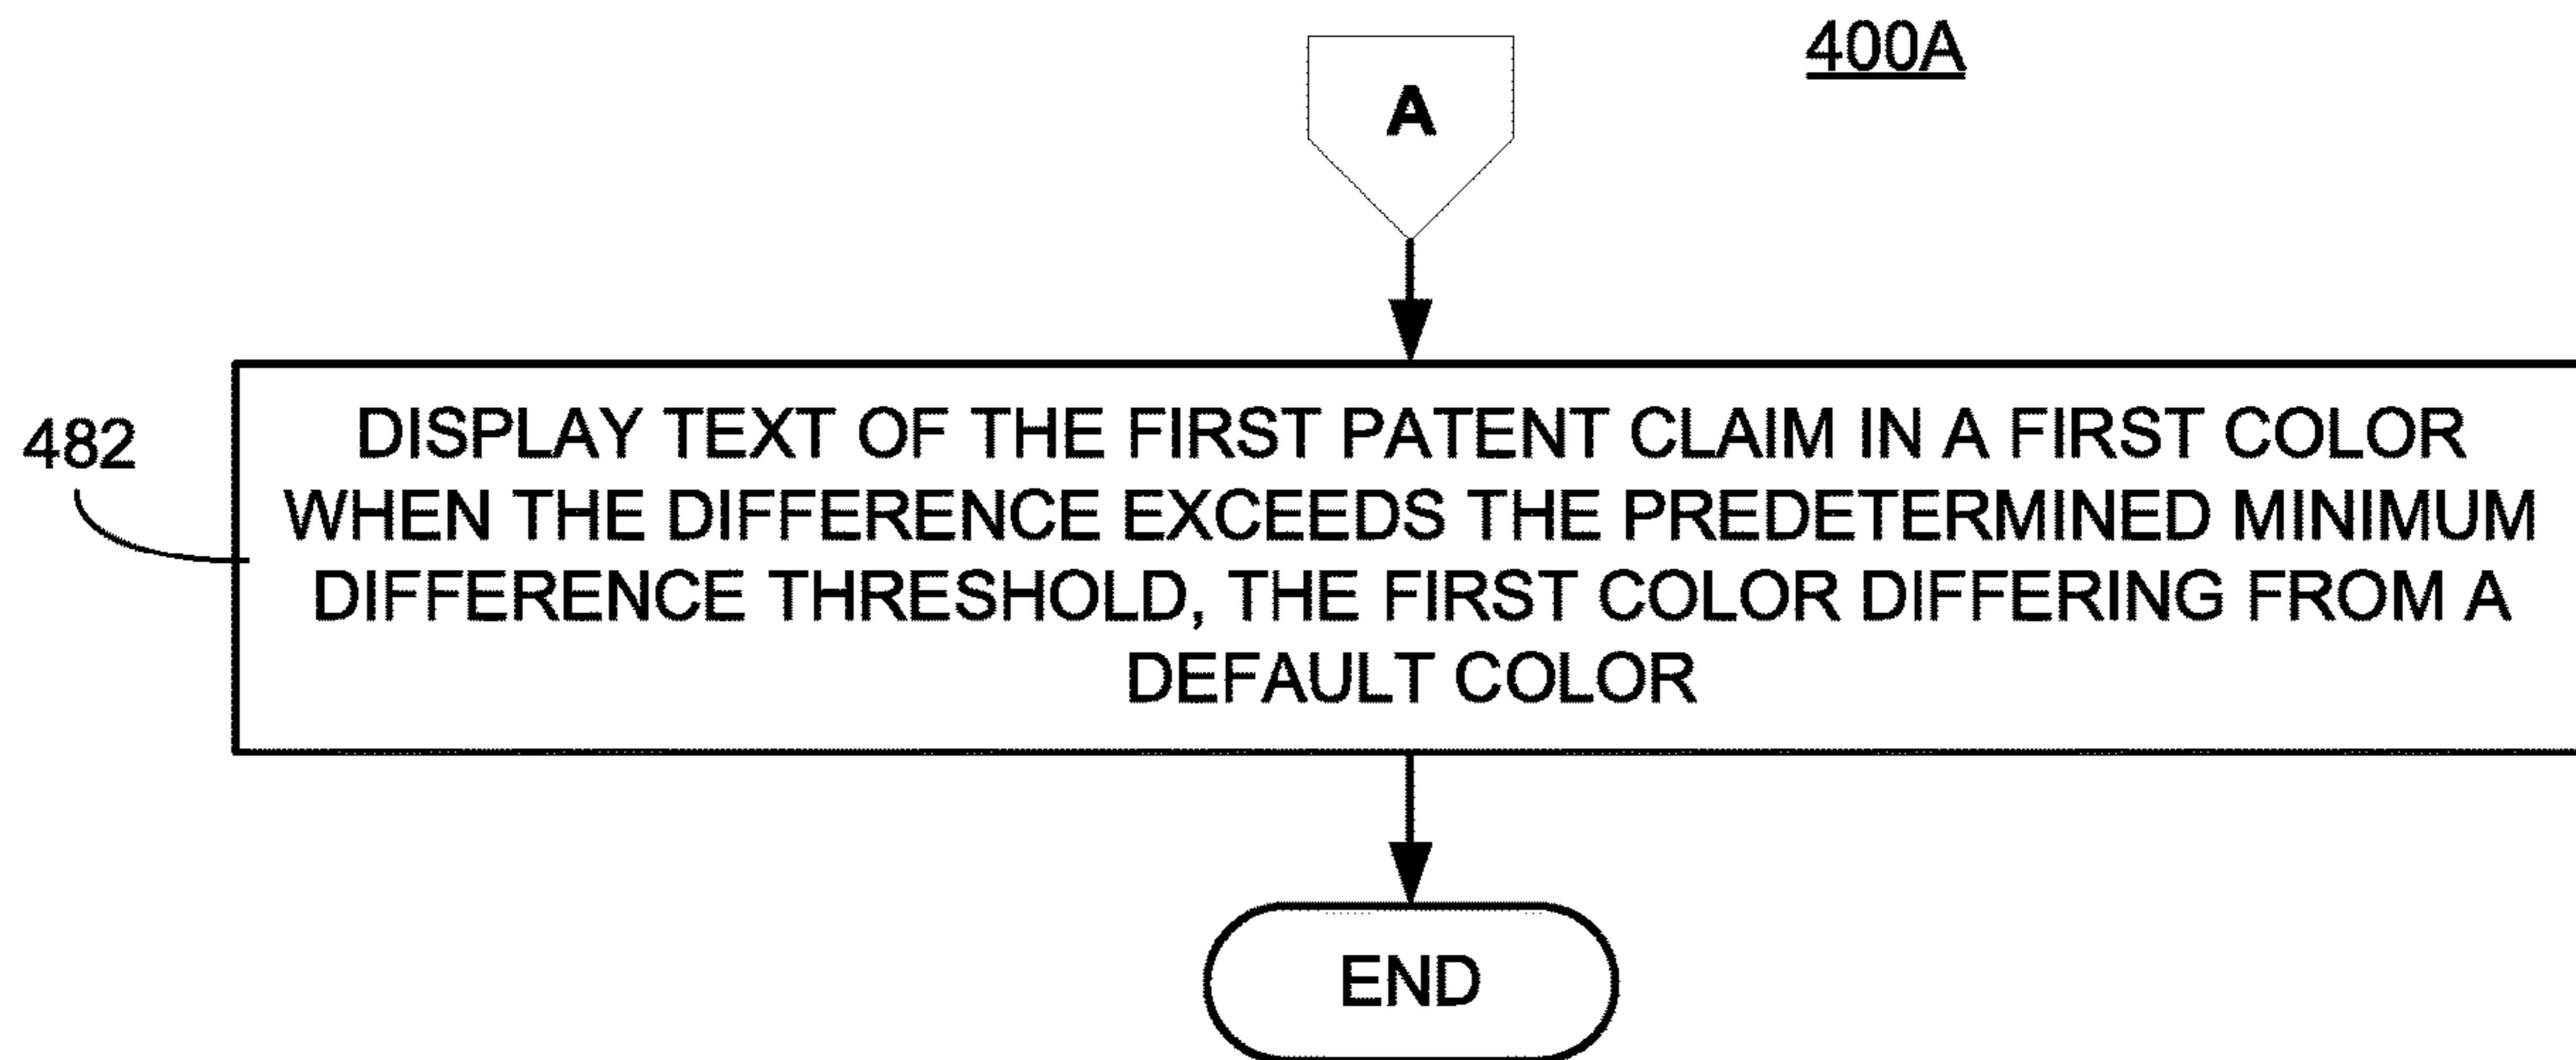 400A
A
482
DISPLAY TEXT OF THE FIRST PATENT CLAIM IN A FIRST COLOR
WHEN THE DIFFERENCE EXCEEDS THE PREDETERMINED MINIMUM
DIFFERENCE THRESHOLD, THE FIRST COLOR DIFFERING FROM A
DEFAULT COLOR
END